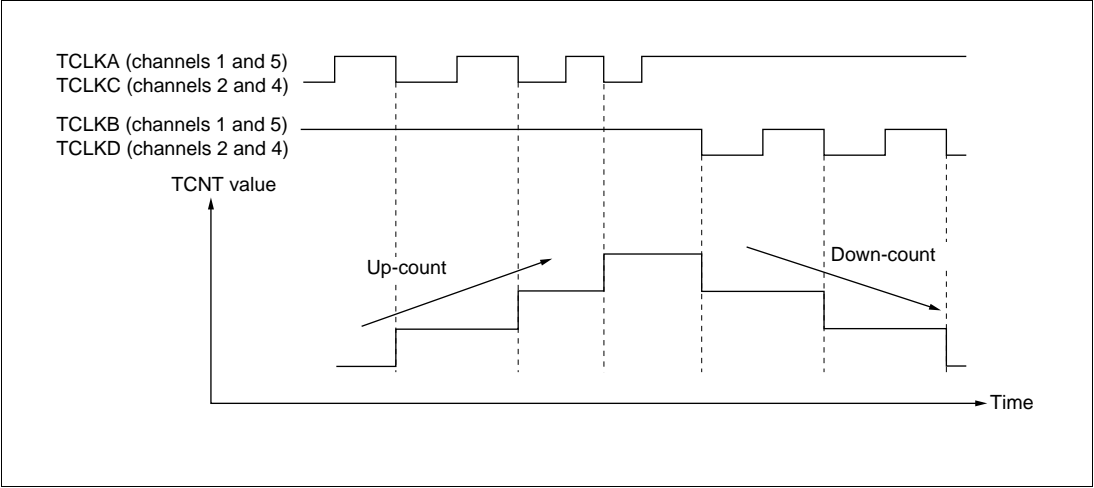 TCLKA (channels 1 and 5)
TCLKC (channels 2 and 4)
TCLKB (channels 1 and 5)
TCLKD (channels 2 and 4)
TCNT value
Up-count
Down-count
Time